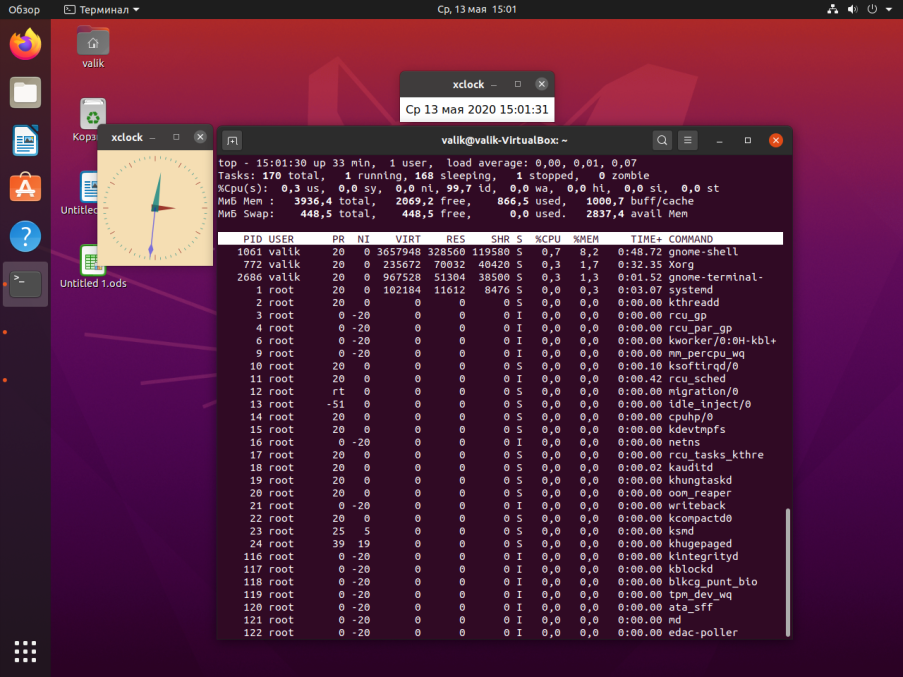 Обзор
Терминал
Ср, 13 мая 15:01
valik
Корз
Untitled
Untitled 1.ods
xclock
Ср 13 мая 2020 15:01:31
xclock
valik@valik-VirtualBox: ~
top - 15:01:30 up 33 min, 1 user, load average: 0,00, 0,01, 0,07
Tasks: 170 total, 1 running, 168 sleeping, 1 stopped, 0 zombie
%Cpu(s): 0,3 us, 0,0 sy, 0,0 ni, 99,7 id, 0,0 wa, 0,0 hi, 0,0 si, 0,0 st
МиБ Mem : 3936,4 total, 2069,2 free, 866,5 used, 1000,7 buff/cache
МиБ Swap: 448,5 total, 448,5 free, 0,0 used. 2837,4 avail Mem
PID USER PR NI VIRT RES SHR S %CPU %MEM TIME+ COMMAND
1061 valik 20 0 3657948 328560 119580 S 0,7 8,2 0:48.72 gnome-shell
772 valik 20 0 235672 70032 40420 S 0,3 1,7 0:32.35 Xorg
2686 valik 20 0 967528 51304 38500 S 0,3 1,3 0:01.52 gnome-terminal-
1 root 20 0 102184 11612 8476 S 0,0 0,3 0:03.07 systemd
2 root 20 0 0 0 0 S 0,0 0,0 0:00.00 kthreadd
3 root 0 -20 0 0 0 I 0,0 0,0 0:00.00 rcu_gp
4 root 0 -20 0 0 0 I 0,0 0,0 0:00.00 rcu_par_gp
6 root 0 -20 0 0 0 I 0,0 0,0 0:00.00 kworker/0:0H-kbl+
9 root 0 -20 0 0 0 I 0,0 0,0 0:00.00 mm_percpu_wq
10 root 20 0 0 0 0 S 0,0 0,0 0:00.10 ksoftirqd/0
11 root 20 0 0 0 0 I 0,0 0,0 0:00.42 rcu_sched
12 root rt 0 0 0 0 S 0,0 0,0 0:00.00 migration/0
13 root -51 0 0 0 0 S 0,0 0,0 0:00.00 idle_inject/0
14 root 20 0 0 0 0 S 0,0 0,0 0:00.00 cpuhp/0
15 root 20 0 0 0 0 S 0,0 0,0 0:00.00 kdevtmpfs
16 root 0 -20 0 0 0 I 0,0 0,0 0:00.00 netns
17 root 20 0 0 0 0 S 0,0 0,0 0:00.00 rcu_tasks_kthre
18 root 20 0 0 0 0 S 0,0 0,0 0:00.02 kauditd
19 root 20 0 0 0 0 S 0,0 0,0 0:00.00 khungtaskd
20 root 20 0 0 0 0 S 0,0 0,0 0:00.00 oom_reaper
21 root 0 -20 0 0 0 I 0,0 0,0 0:00.00 writeback
22 root 20 0 0 0 0 S 0,0 0,0 0:00.00 kcompactd0
23 root 25 5 0 0 0 S 0,0 0,0 0:00.00 ksmd
24 root 39 19 0 0 0 S 0,0 0,0 0:00.00 khugepaged
116 root 0 -20 0 0 0 I 0,0 0,0 0:00.00 kintegrityd
117 root 0 -20 0 0 0 I 0,0 0,0 0:00.00 kblockd
118 root 0 -20 0 0 0 I 0,0 0,0 0:00.00 blkcg_punt_bio
119 root 0 -20 0 0 0 I 0,0 0,0 0:00.00 tpm_dev_wq
120 root 0 -20 0 0 0 I 0,0 0,0 0:00.00 ata_sff
121 root 0 -20 0 0 0 I 0,0 0,0 0:00.00 md
122 root 0 -20 0 0 0 I 0,0 0,0 0:00.00 edac-poller